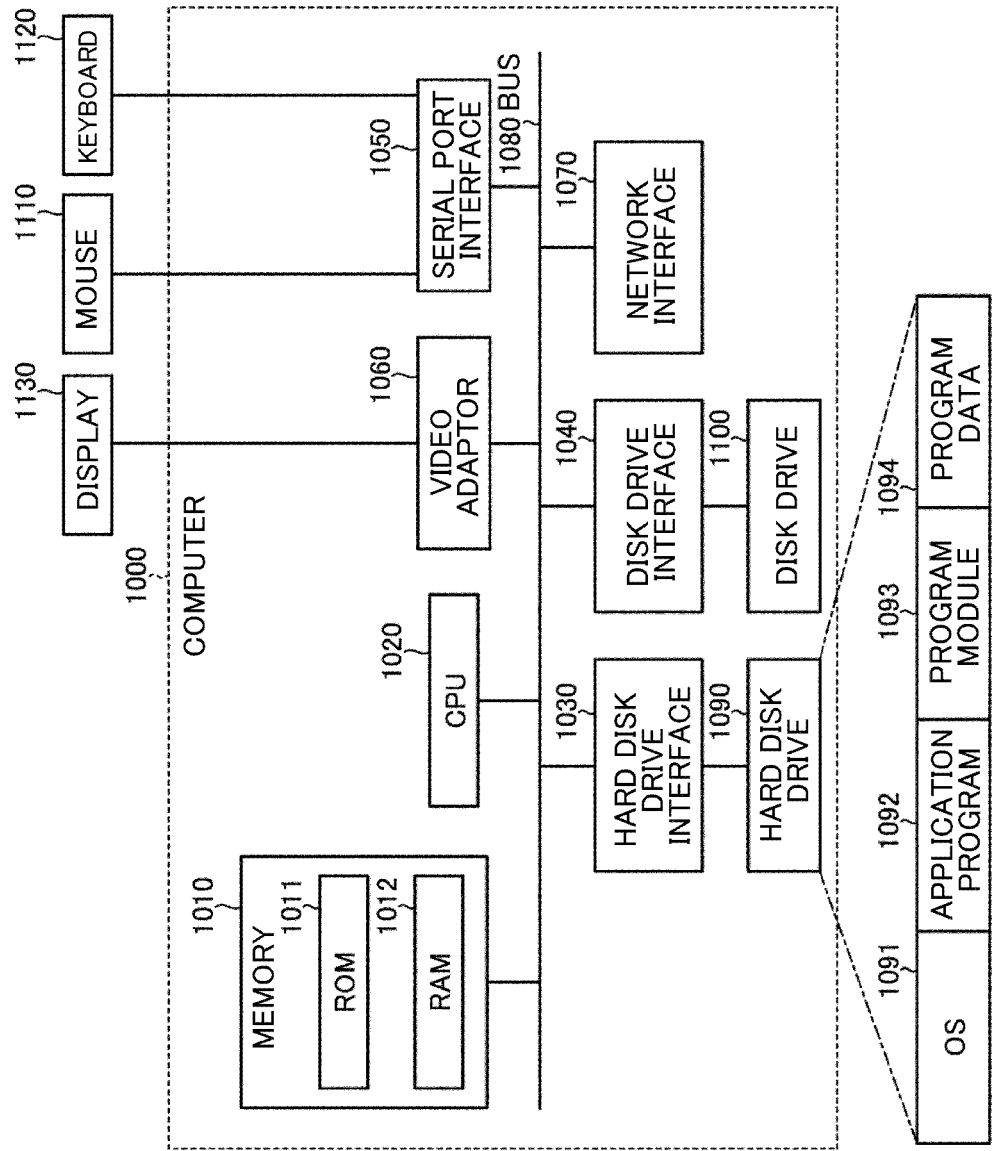 1000
COMPUTER
1010
MEMORY
1011
ROM
1012
RAM
1020
CPU
1130
DISPLAY
1110
MOUSE
1120
KEYBOARD
1060
VIDEO
ADAPTOR
1050
SERIAL PORT
INTERFACE
1080 BUS
1030
HARD DISK
DRIVE
INTERFACE
1040
DISK DRIVE
INTERFACE
1070
NETWORK
INTERFACE
1090
HARD DISK
DRIVE
1100
DISK DRIVE
1091
OS
1092
APPLICATION
PROGRAM
1093
PROGRAM
MODULE
1094
PROGRAM
DATA